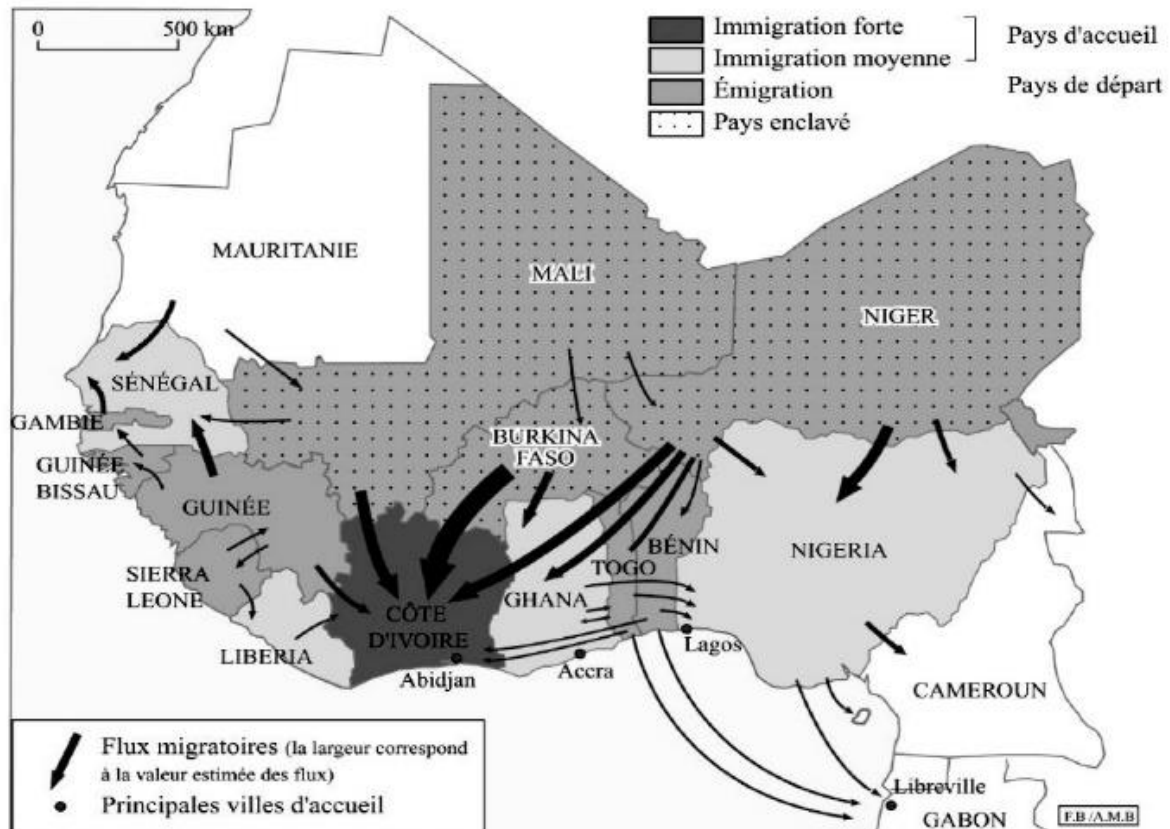 0 500 km
Immigration forte
Immigration moyenne
Pays d'accueil
Émigration
Pays de départ
Pays enclavé
MAURITANIE
MALI
NIGER
SÉNÉGAL
GAMBIE
GUINÉE
BISSAU
GUINÉE
BURKINA
FASO
SIERRA
LEONE
LIBERIA
CÔTE
D'IVOIRE
Abidjan
GHANA
Accra
TOGO
BÉNIN
NIGERIA
Lagos
CAMEROUN
Libreville
GABON
Flux migratoires (la largeur correspond
à la valeur estimée des flux)
Principales villes d'accueil
F.B /A.M.B